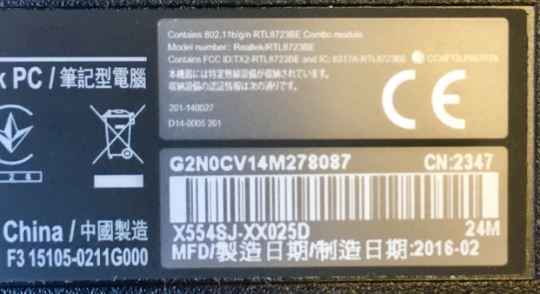 Contains 802.11b/g/n RTL8723BE Combo module
Model number: Realtek/RTL8723BE
Contains FCC ID:TX2-RTL8723BE and IC: 6317A-RTL8723BE
本機器には特定無線設備が収納されています。
収納設備の認証情報は次の通りです。
201-140027
D14-0005 201
CE
k PC / 筆記型電腦
28
G2N0CV14M278087 CN:2347
X554SJ-XX025D 24M
MFD/製造日期/制造日期:2016-02
China / 中國製造
F3 15105-0211G000